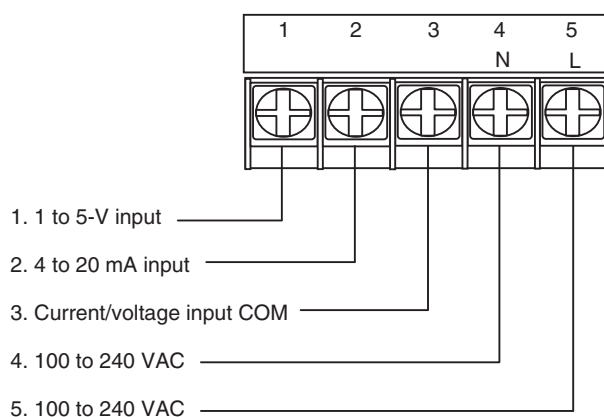 1 2 3 4 5
N L
1. 1 to 5-V input
2. 4 to 20 mA input
3. Current/voltage input COM
4. 100 to 240 VAC
5. 100 to 240 VAC